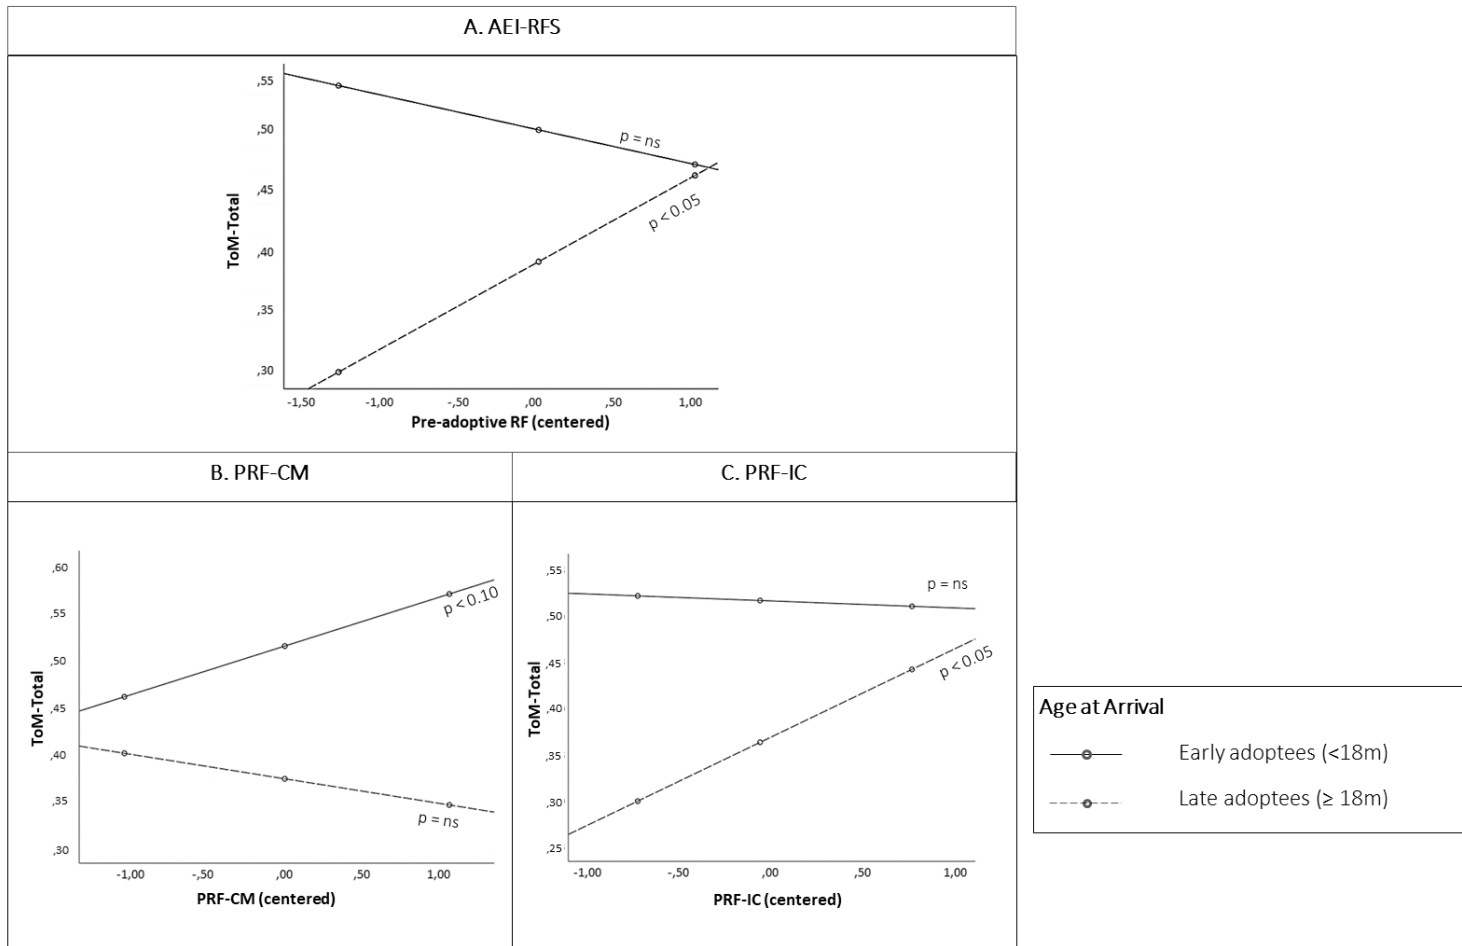 A. AEI-RFS
,55
,50
,45
,40
,35
,30
ToM-Total
p = ns
p < 0.05
-1,50 -1,00 -,50 ,00 ,50 1,00
Pre-adoptive RF (centered)
B. PRF-CM
,60
,55
,50
,45
,40
,35
,30
ToM-Total
p < 0.10
p = ns
-1,00 -,50 ,00 ,50 1,00
PRF-CM (centered)
C. PRF-IC
,55
,50
,45
,40
,35
,30
,25
ToM-Total
p = ns
p < 0.05
-1,00 -,50 ,00 ,50 1,00
PRF-IC (centered)
Age at Arrival
Early adoptees (<18m)
Late adoptees (≥ 18m)